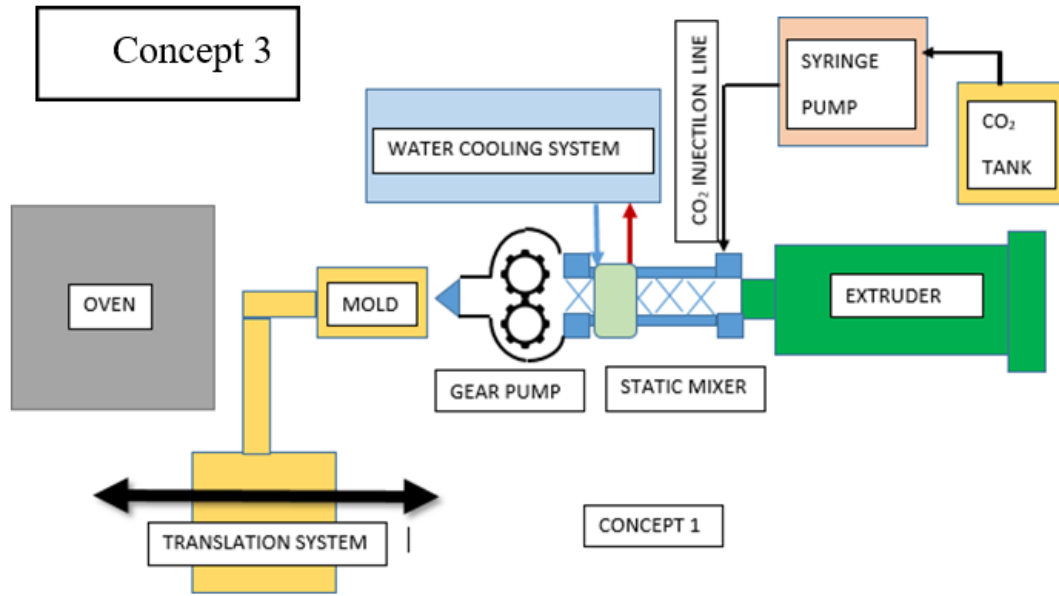 Concept 3
CO₂ INJECTILON LINE
SYRINGE
PUMP
CO₂
TANK
WATER COOLING SYSTEM
OVEN
MOLD
EXTRUDER
GEAR PUMP
STATIC MIXER
CONCEPT 1
TRANSLATION SYSTEM